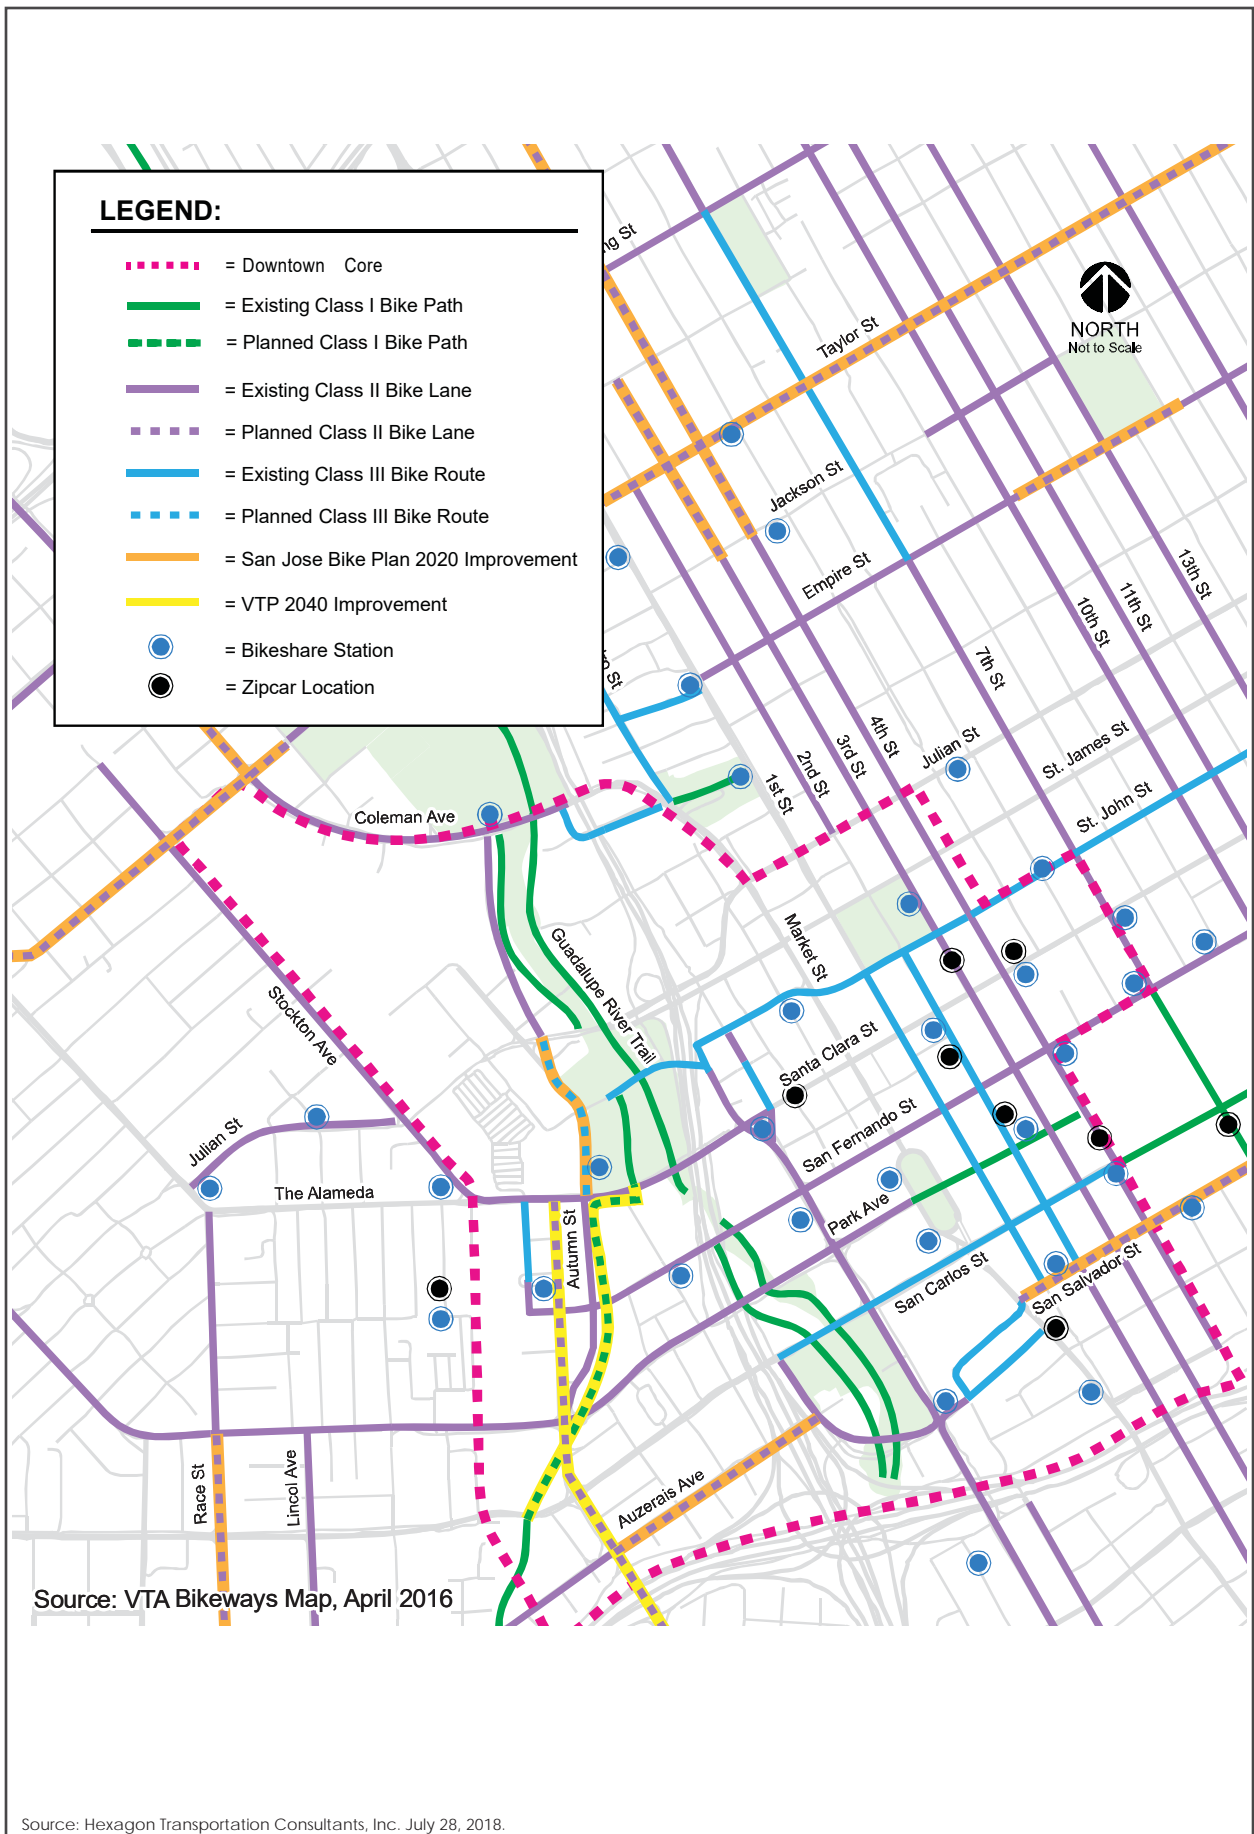 LEGEND:
= Downtown Core
= Existing Class I Bike Path
= Planned Class I Bike Path
= Existing Class II Bike Lane
= Planned Class II Bike Lane
= Existing Class III Bike Route
= Planned Class III Bike Route
= San Jose Bike Plan 2020 Improvement
= VTP 2040 Improvement
= Bikeshare Station
= Zipcar Location
ng St
Taylor St
NORTH
Not to Scale
Jackson St
Empire St
13th St
11th St
10th St
7th St
4th St
3rd St
2nd St
1st St
St
Julian St
St. James St
St. John St
Coleman Ave
Market St
Guadalupe River Trail
Stockton Ave
Santa Clara St
San Fernando St
Julian St
The Alameda
Autumn St
Park Ave
San Carlos St
San Salvador St
Race St
Lincol Ave
Auzerais Ave
Source: VTA Bikeways Map, April 2016
Source: Hexagon Transportation Consultants, Inc. July 28, 2018.